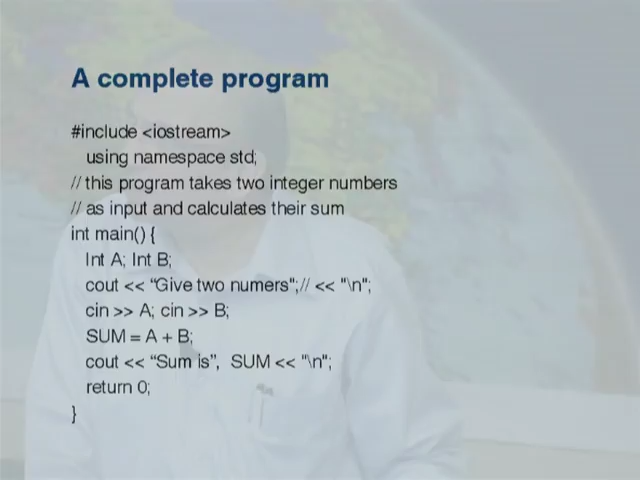 A complete program
#include <iostream>
using namespace std;
// this program takes two integer numbers
// as input and calculates their sum
int main() {
Int A; Int B;
cout << “Give two numers";// << "\n";
cin >> A; cin >> B;
SUM = A + B;
cout << “Sum is”, SUM << "\n";
return 0;
}